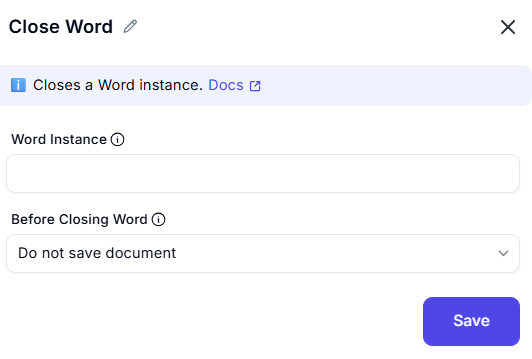 Close Word
Closes a Word instance. Docs
Word Instance
Before Closing Word
Do not save document
Save